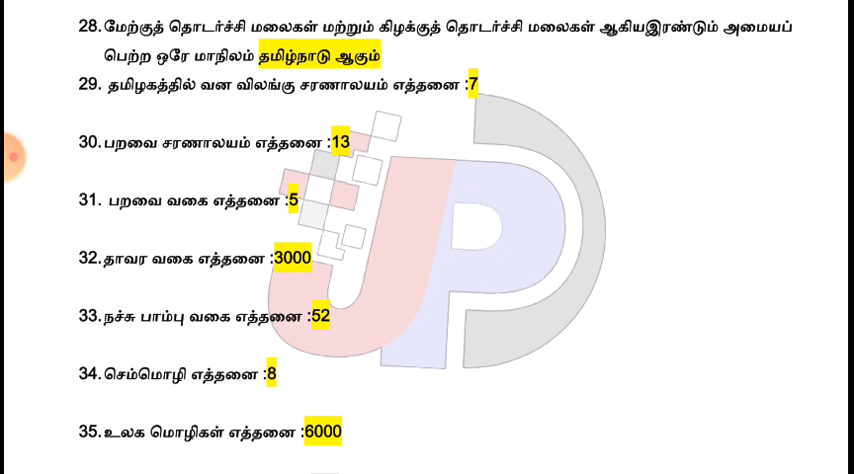 28. மேற்குத் தொடர்ச்சி மலைகள் மற்றும் கிழக்குத் தொடர்ச்சி மலைகள் ஆகியஇரண்டும் அமையப்
பெற்ற ஒரே மாநிலம் தமிழ்நாடு ஆகும்
29. தமிழகத்தில் வன விலங்கு சரணாலயம் எத்தனை :7
30. பறவை சரணாலயம் எத்தனை :13
31. பறவை வகை எத்தனை :5
32. தாவர வகை எத்தனை :3000
33. நச்சு பாம்பு வகை எத்தனை :52
34. செம்மொழி எத்தனை :8
35. உலக மொழிகள் எத்தனை :6000